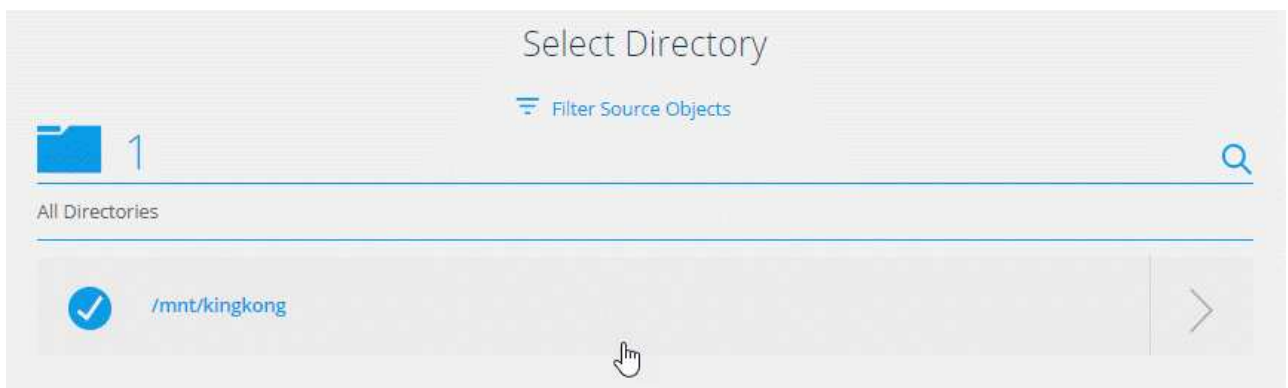 Select Directory
Filter Source Objects
1
All Directories
/mnt/kingkong